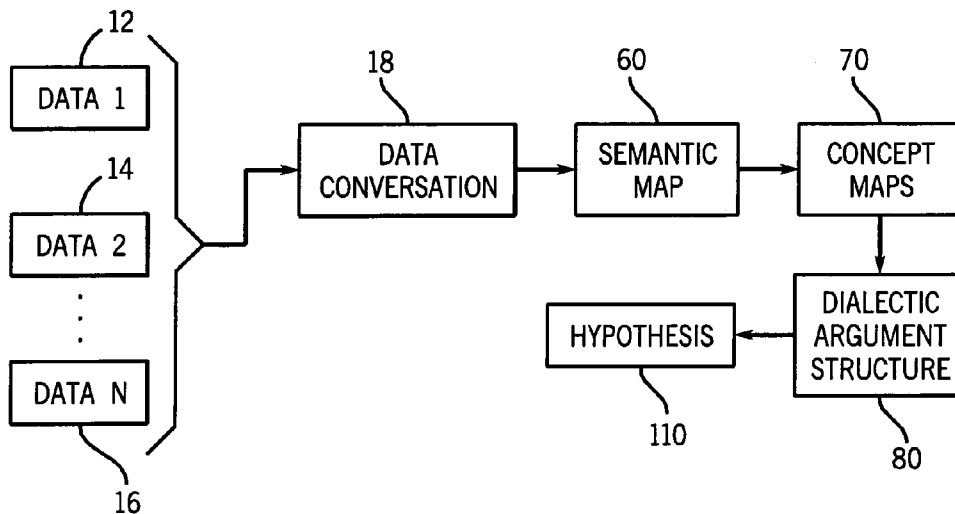 12
DATA 1
14
DATA 2
DATA N
16
18
DATA
CONVERSATION
60
SEMANTIC
MAP
70
CONCEPT
MAPS
DIALECTIC
ARGUMENT
STRUCTURE
80
HYPOTHESIS
110